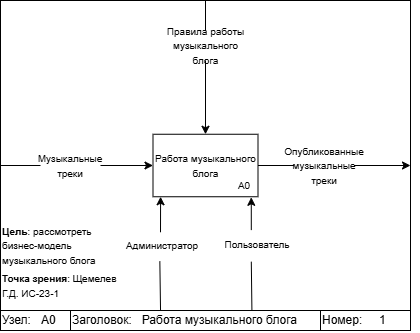 Правила работы
музыкального
блога
Музыкальные
треки
Работа музыкального
блога
A0
Опубликованные
музыкальные
треки
Цель: рассмотреть
бизнес-модель
музыкального блога
Точка зрения: Щемелев
Г.Д. ИС-23-1
Администратор
Пользователь
Узел: A0 Заголовок: Работа музыкального блога Номер: 1